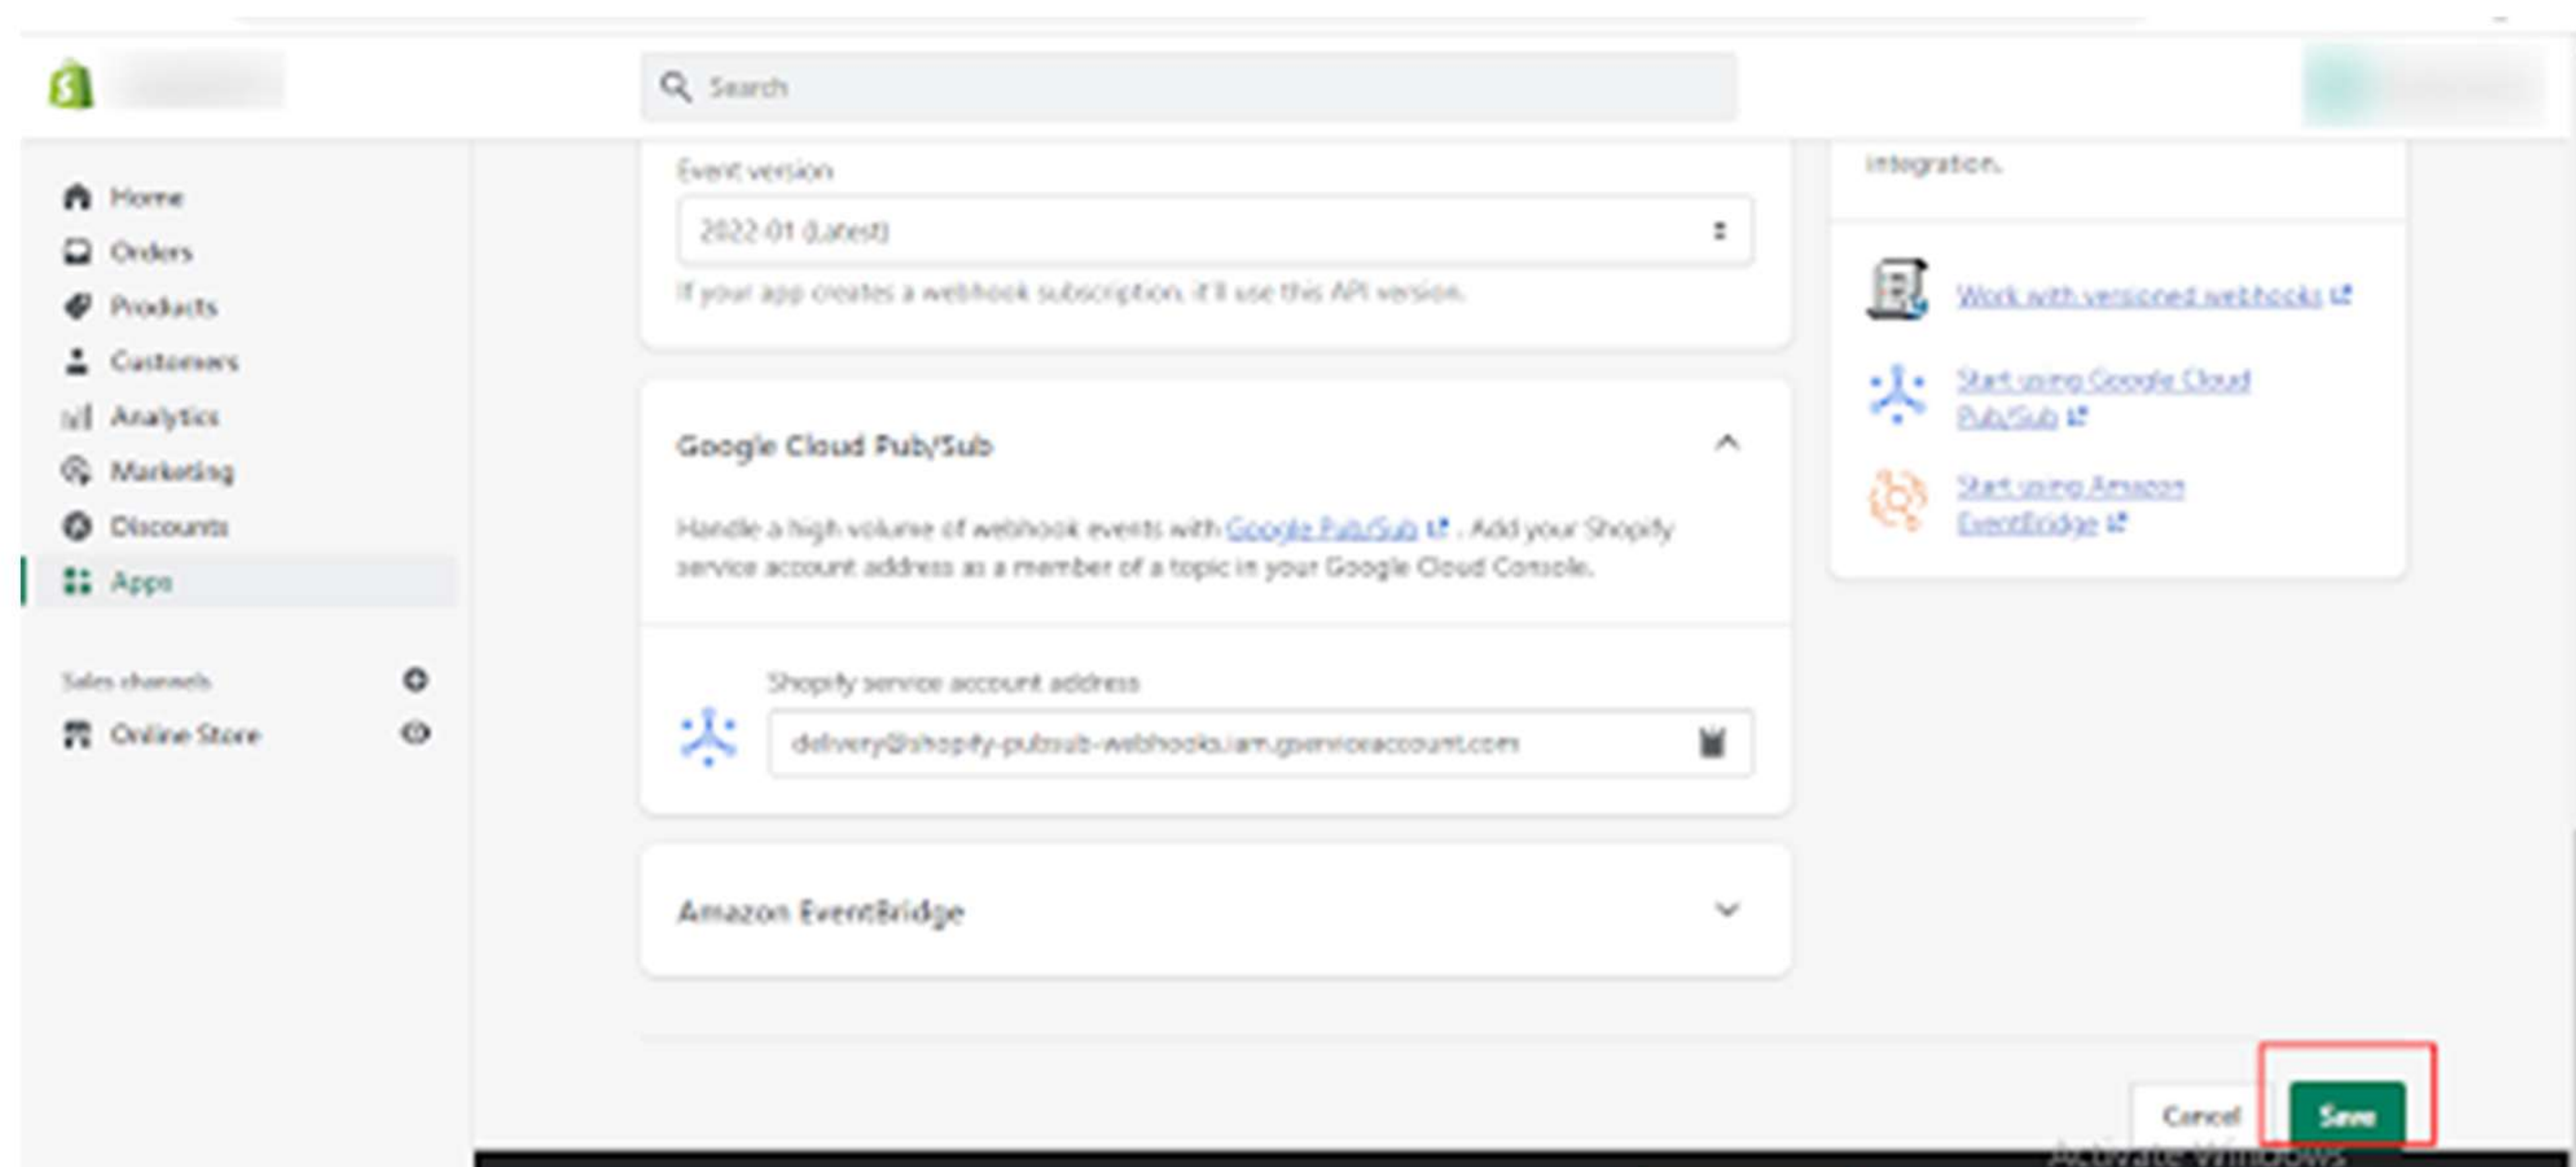 Search
Home
Orders
Products
Customers
Analytics
Marketing
Discounts
Apps
Sales channels
Online Store
Event version
2022-01 (Latest)
If your app creates a webhook subscription, it'll use this API version.
Google Cloud Pub/Sub
Handle a high volume of webhook events with Google Pub/Sub . Add your Shopify
service account address as a member of a topic in your Google Cloud Console.
Shopify service account address
delivery@shopify-pubsub-webhooks.iam.gserviceaccount.com
Amazon EventBridge
integration.
Work with versioned webhooks
Start using Google Cloud
Pub/Sub
Start using Amazon
EventBridge
Cancel
Save
Activate Windows